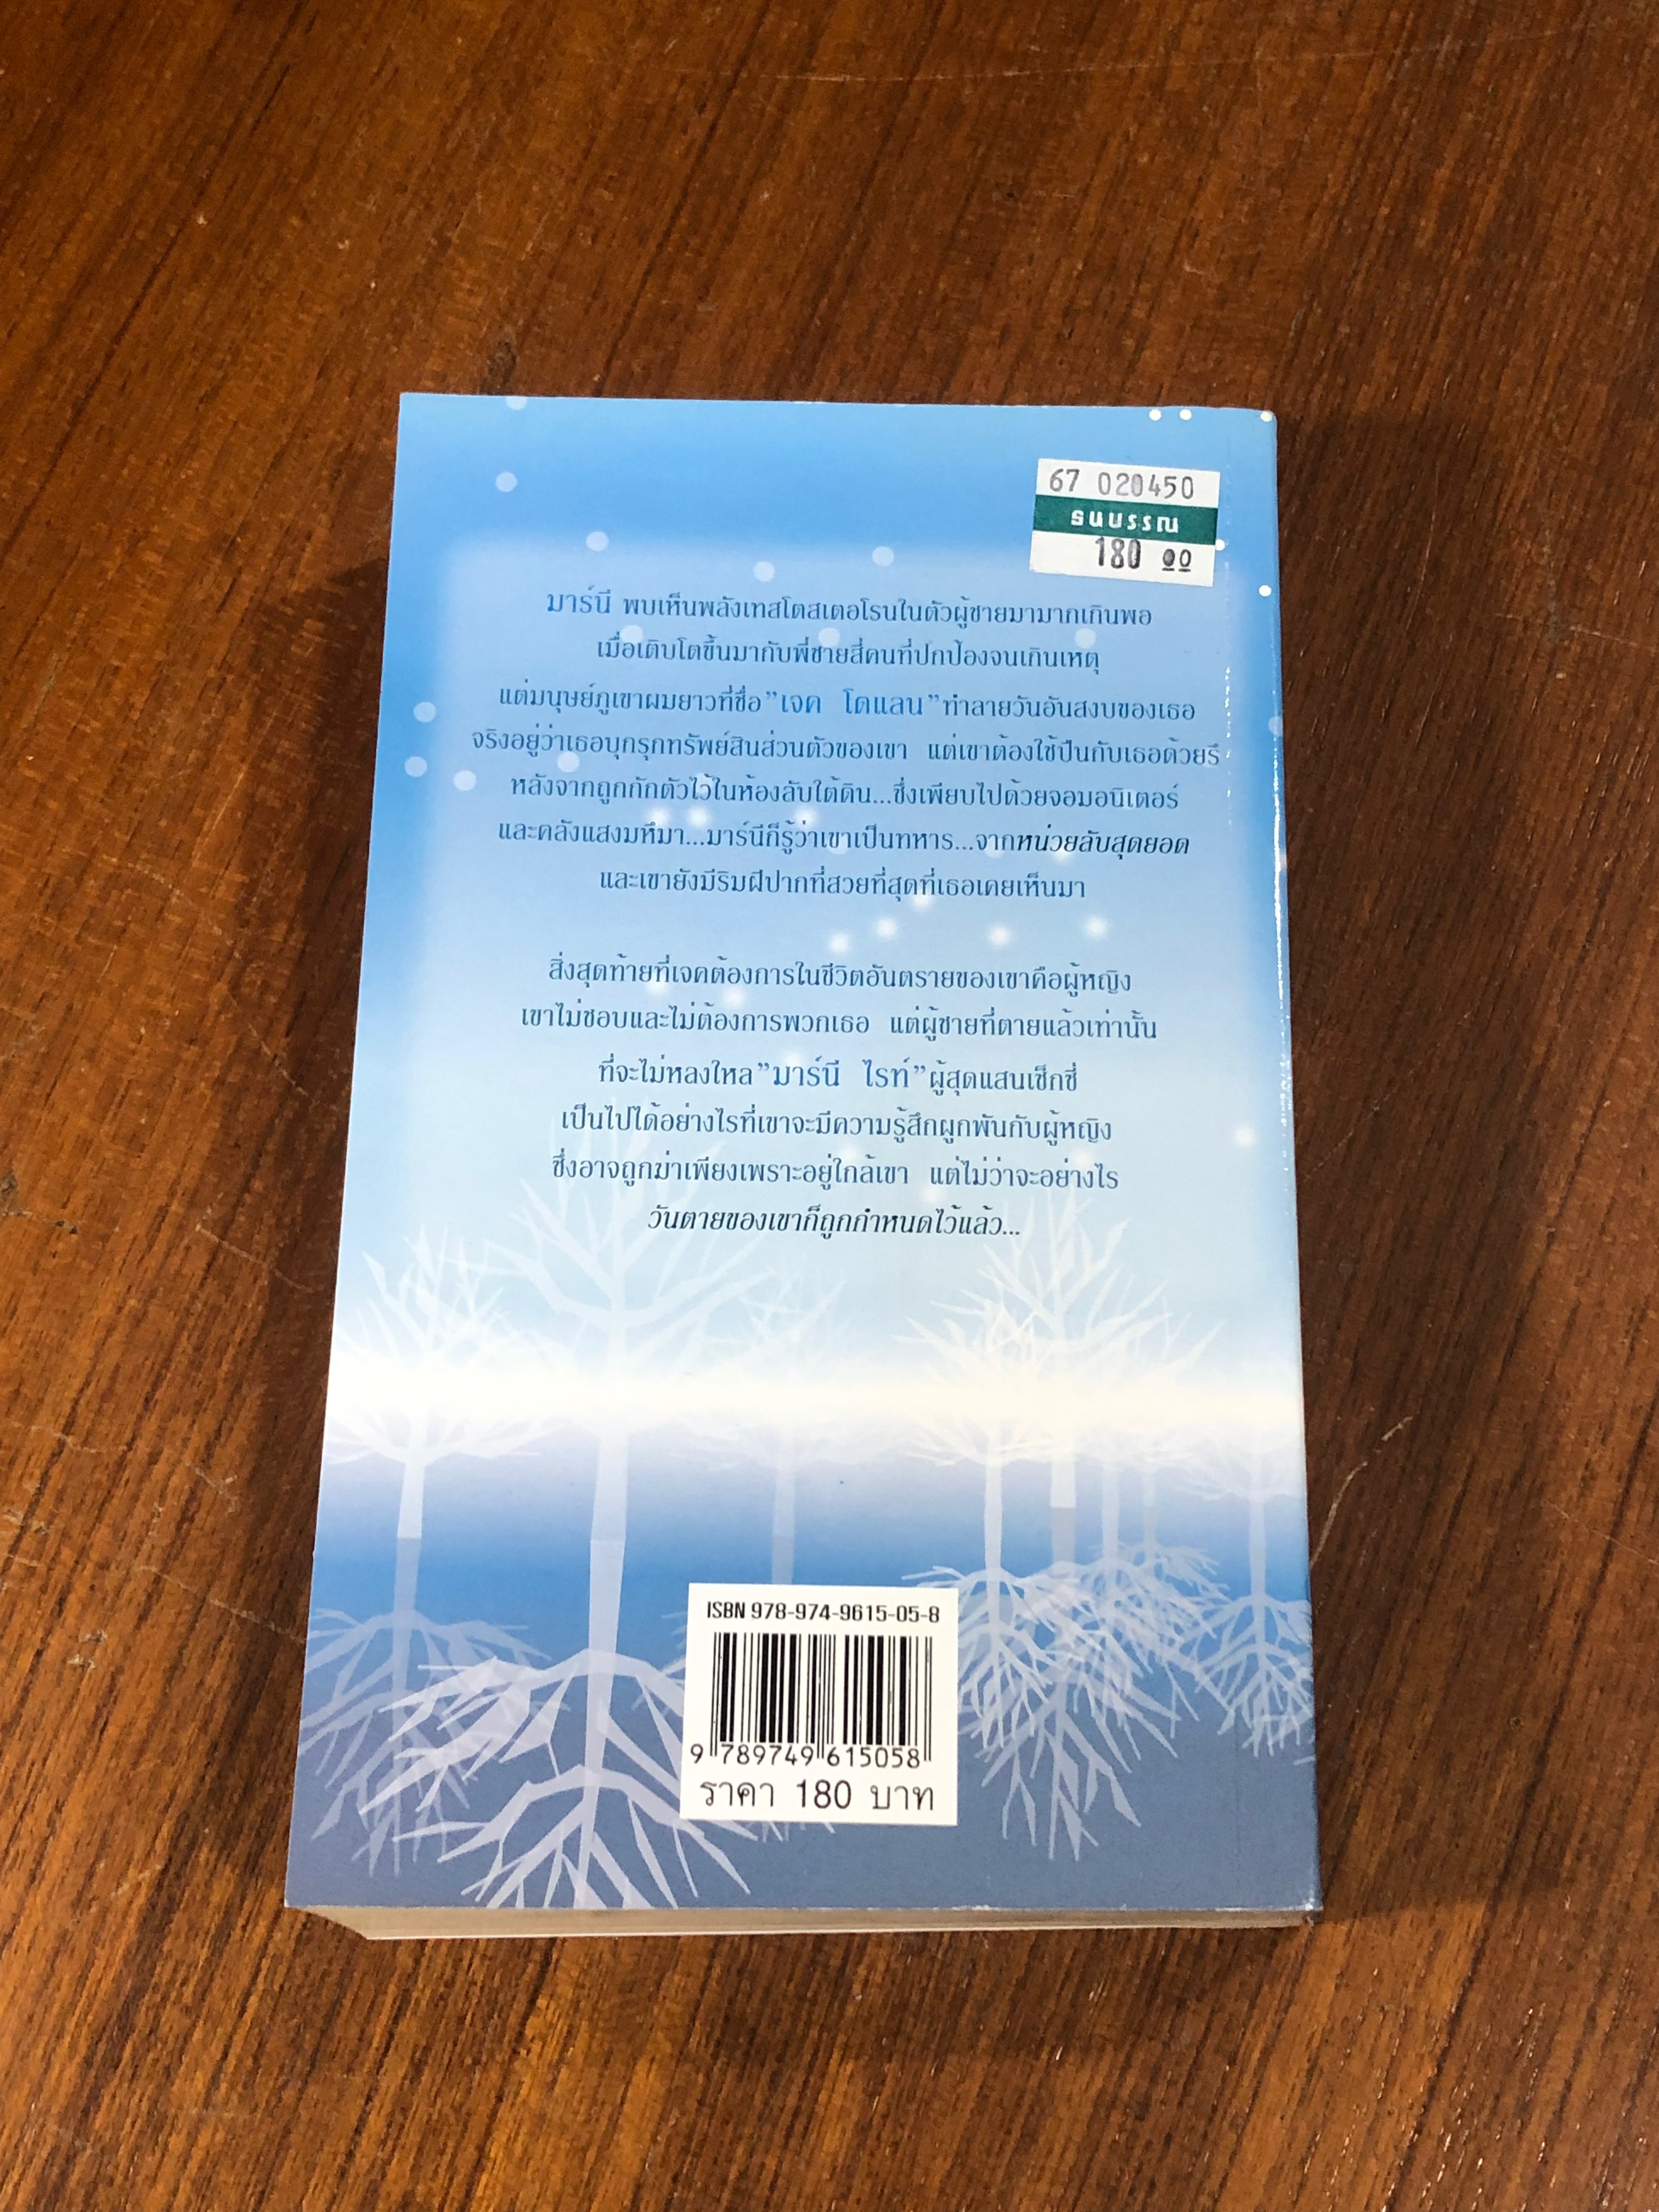 67 020450
ธนบรรณ
180 ๑๐
มาร์นี พบเห็นพลังเทสโตสเตอโรนในตัวผู้ชายมามากเกินพอ
เมื่อเติบโตขึ้นมากับพี่ชายสี่คนที่ปกป้องจนเกินเหตุ
แต่มนุษย์ภูเขาผมยาวที่ชื่อ”เจค โดแลน”ทำลายวันอันสงบของเธอ
จริงอยู่ว่าเธอบุกรุกทรัพย์สินส่วนตัวของเขา แต่เขาต้องใช้ปืนกับเธอด้วยรึ
หลังจากถูกกักตัวไว้ในห้องลับใต้ดิน...ซึ่งเพียบไปด้วยจอมอนิเตอร์
และคลังแสงมหึมา...มาร์นีก็รู้ว่าเขาเป็นทหาร...จากหน่วยลับสุดยอด
และเขายังมีริมฝีปากที่สวยที่สุดที่เธอเคยเห็นมา
สิ่งสุดท้ายที่เจคต้องการในชีวิตอันตรายของเขาคือผู้หญิง
เขาไม่ชอบและไม่ต้องการพวกเธอ แต่ผู้ชายที่ตายแล้วเท่านั้น
ที่จะไม่หลงใหล”มาร์นี ไรท์”ผู้สุดแสนเซ็กซี่
เป็นไปได้อย่างไรที่เขาจะมีความรู้สึกผูกพันกับผู้หญิง
ซึ่งอาจถูกฆ่าเพียงเพราะอยู่ใกล้เขา แต่ไม่ว่าจะอย่างไร
วันตายของเขาก็ถูกกำหนดไว้แล้ว...
ISBN 978-974-9615-05-8
9 789749 615058
ราคา 180 บาท